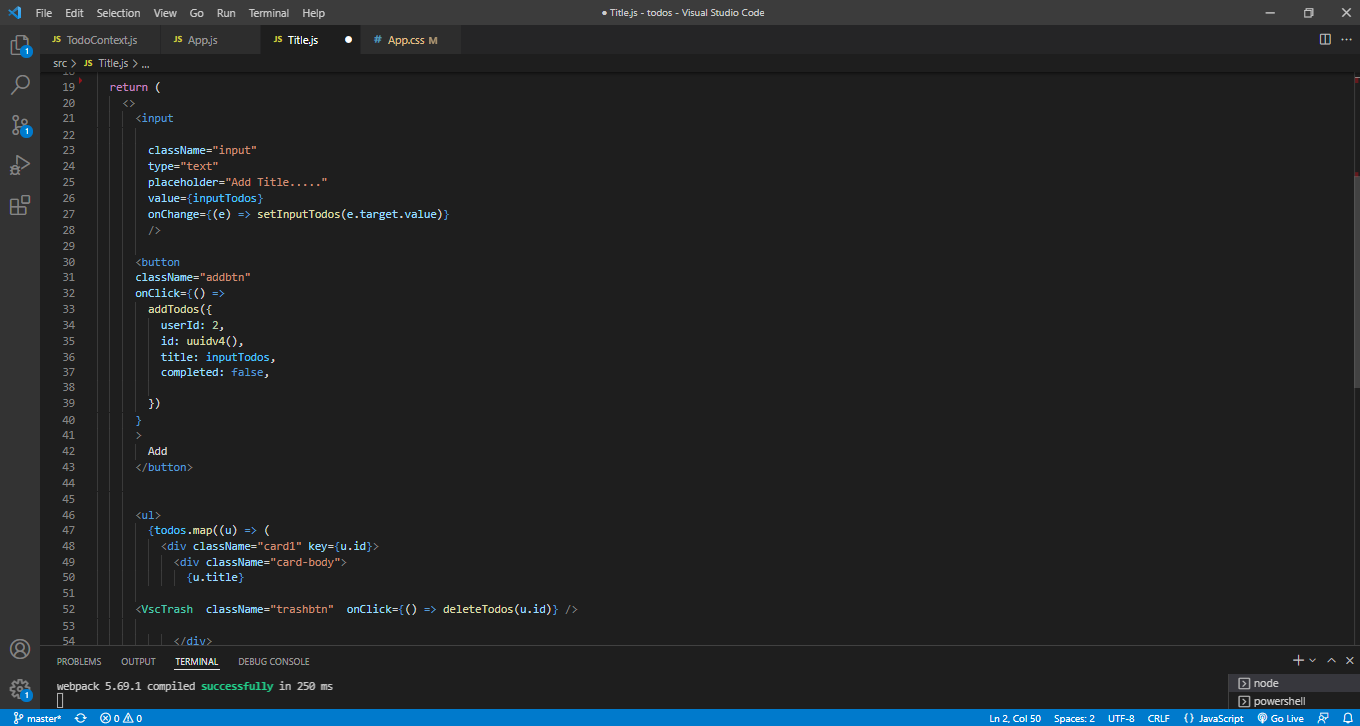 File Edit Selection View Go Run Terminal Help
● Title.js - todos - Visual Studio Code
JS TodoContext.js JS App.js JS Title.js ● # App.css M
src > JS Title.js > ...
18
19 return (
20 <>
21 <input
22
23 className="input"
24 type="text"
25 placeholder="Add Title....."
26 value={inputTodos}
27 onChange={(e) => setInputTodos(e.target.value)}
28 />
29
30 <button
31 className="addbtn"
32 onClick={() =>
33 addTodos({
34 userId: 2,
35 id: uuidv4(),
36 title: inputTodos,
37 completed: false,
38
39 })
40 }
41 >
42 Add
43 </button>
44
45
46 <ul>
47 {todos.map((u) => (
48 <div className="card1" key={u.id}>
49 <div className="card-body">
50 {u.title}
51
52 <VscTrash className="trashbtn" onClick={() => deleteTodos(u.id)} />
53
54 </div>
1
1
1
PROBLEMS OUTPUT TERMINAL DEBUG CONSOLE
webpack 5.69.1 compiled successfully in 250 ms
node
powershell
master* 0 0 Ln 2, Col 50 Spaces: 2 UTF-8 CRLF {} JavaScript Go Live